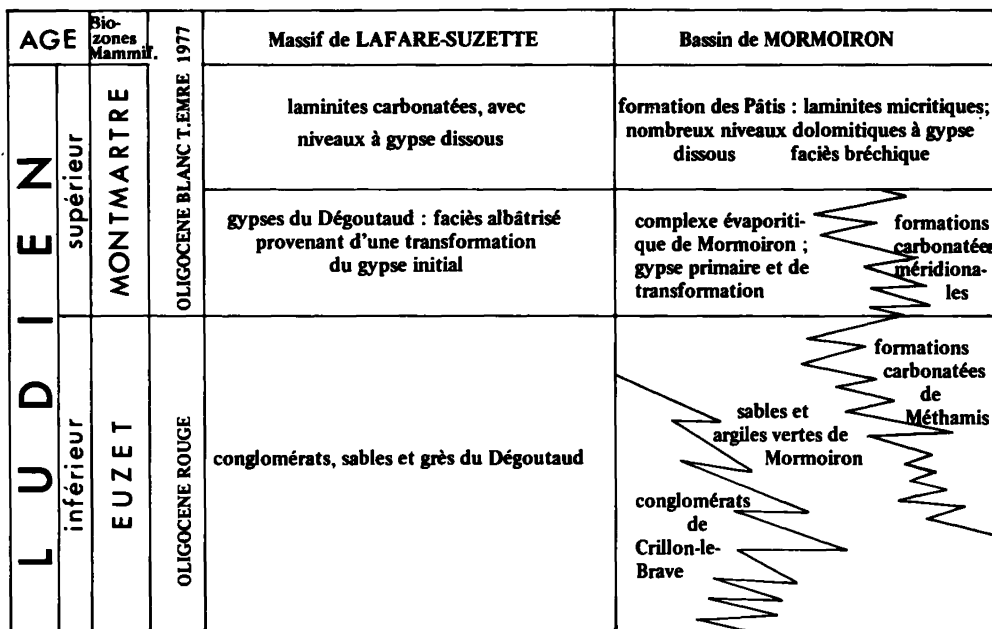 AGE
Bio-
zones
Mammif.
OLIGOCENE BLANC T.EMRE 1977
Massif de LAFARE-SUZETTE
Bassin de MORMOIRON
LUDIEN
supérieur
MONTMARTRE
laminites carbonatées, avec
niveaux à gypse dissous
formation des Pâtis : laminites micritiques;
nombreux niveaux dolomitiques à gypse
dissous faciès bréchique
gypses du Dégoutaud : faciès albâtrisé
provenant d'une transformation
du gypse initial
complexe évaporiti-
que de Mormoiron ;
gypse primaire et de
transformation
formations
carbonatées
méridiona-
les
inférieur
EUZET
OLIGOCENE ROUGE
conglomérats, sables et grès du Dégoutaud
formations
carbonatées
de
Méthamis
sables et
argiles vertes de
Mormoiron
conglomérats
de
Crillon-le-
Brave